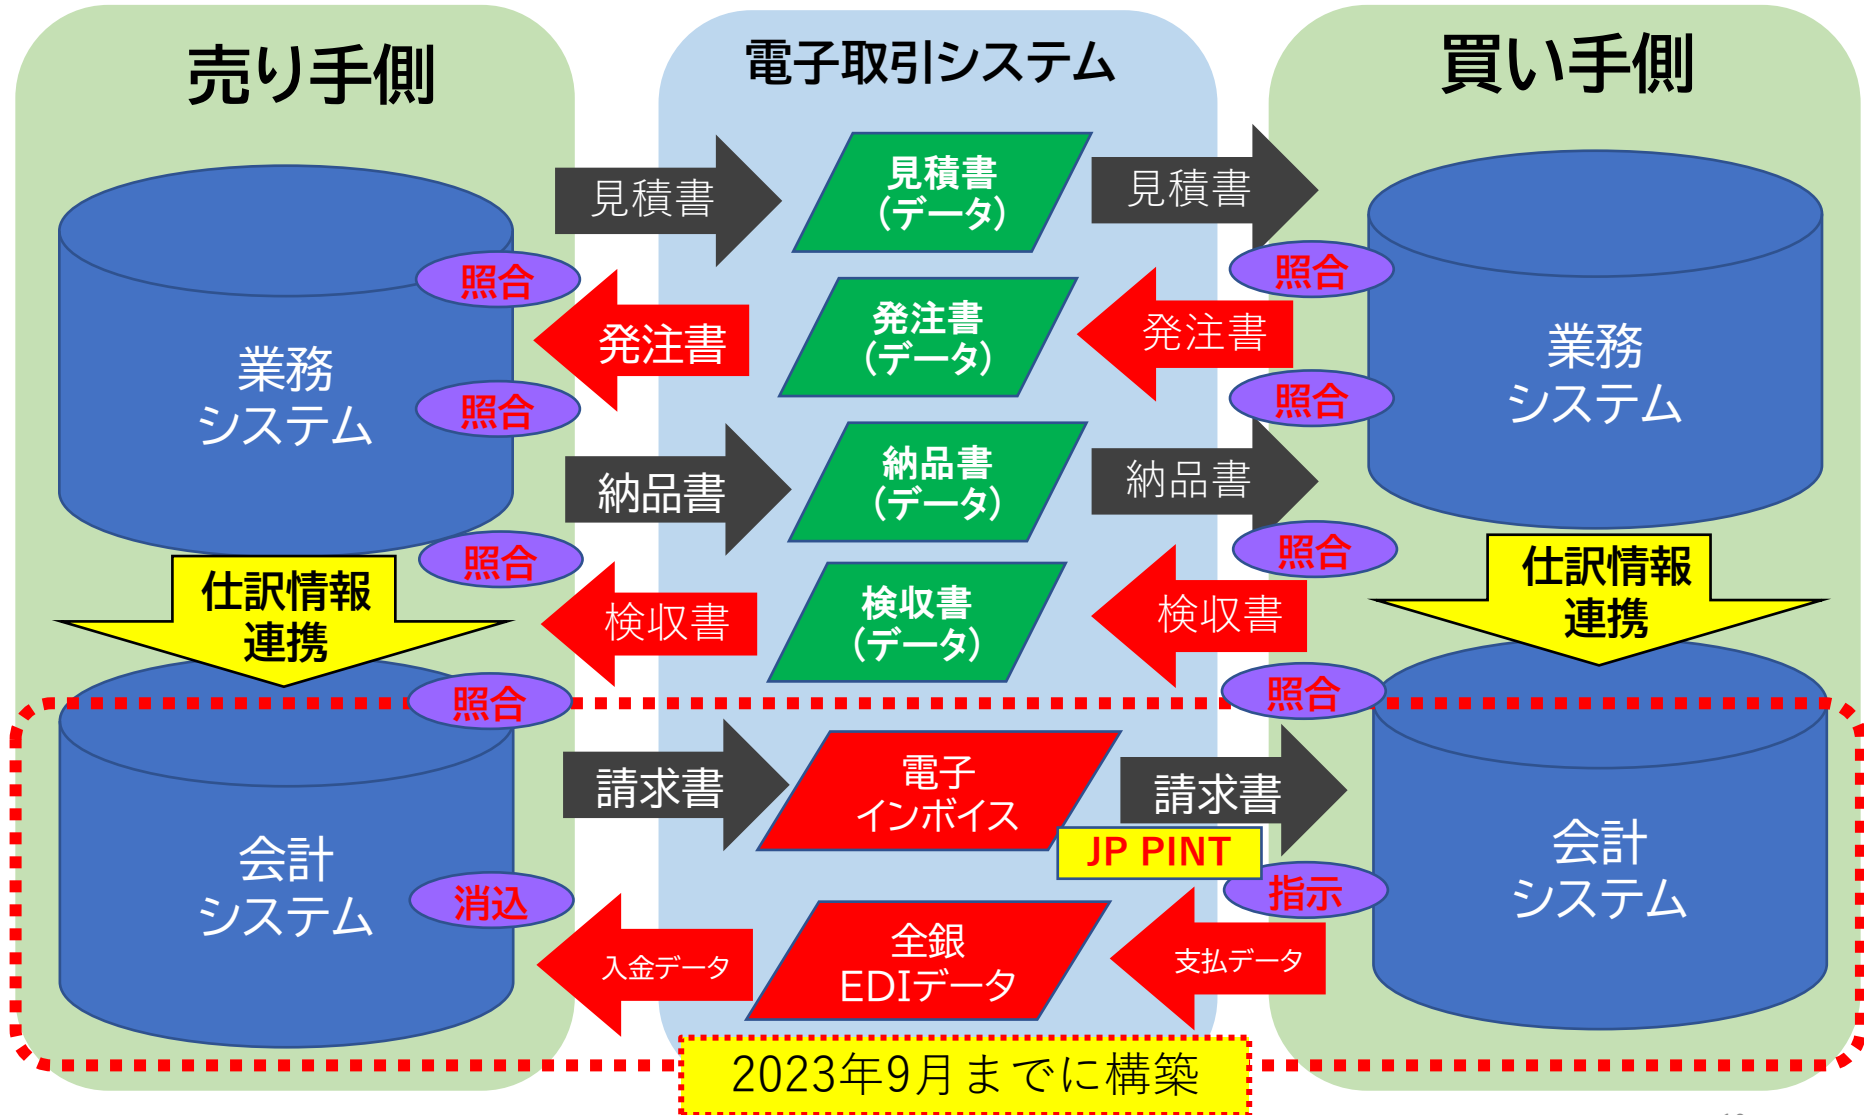 売り手側
電子取引システム
買い手側
見積書
見積書
(データ)
見積書
照合
照合
発注書
発注書
(データ)
発注書
業務
システム
業務
システム
照合
照合
納品書
納品書
(データ)
納品書
照合
照合
仕訳情報
連携
仕訳情報
連携
検収書
検収書
(データ)
検収書
照合
照合
請求書
電子
インボイス
請求書
JP PINT
会計
システム
会計
システム
消込
指示
入金データ
全銀
EDIデータ
支払データ
2023年9月までに構築